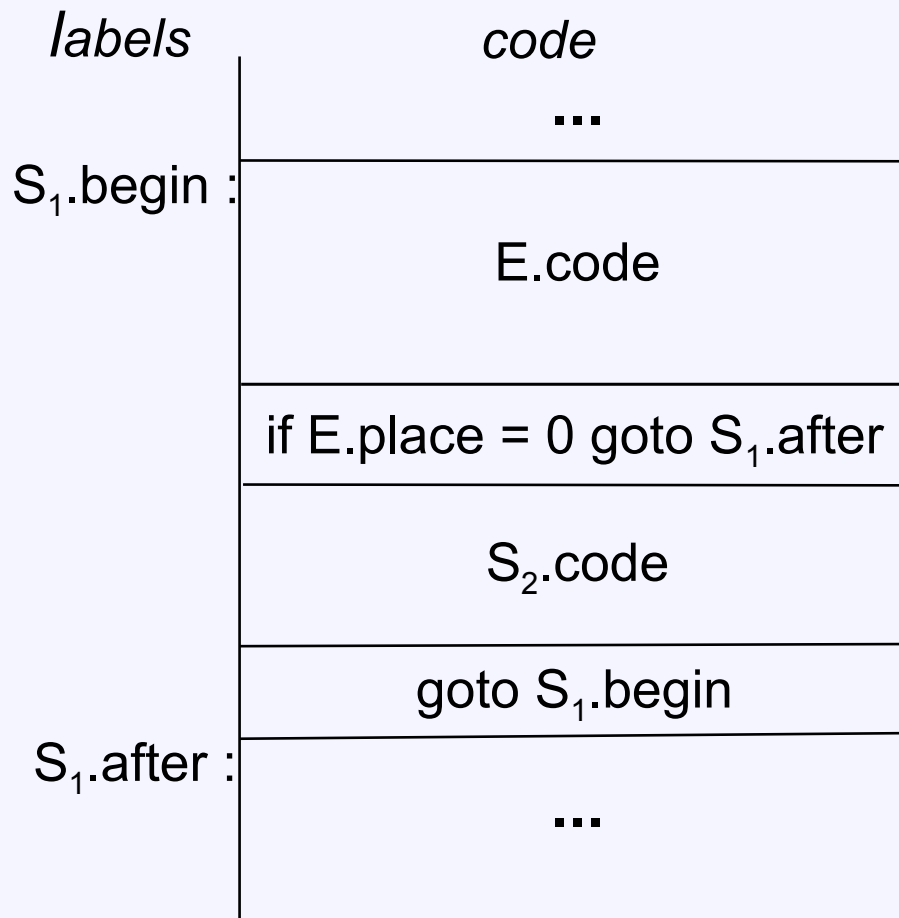 labels code
...
S₁.begin :
E.code
if E.place = 0 goto S₁.after
S₂.code
goto S₁.begin
S₁.after :
...